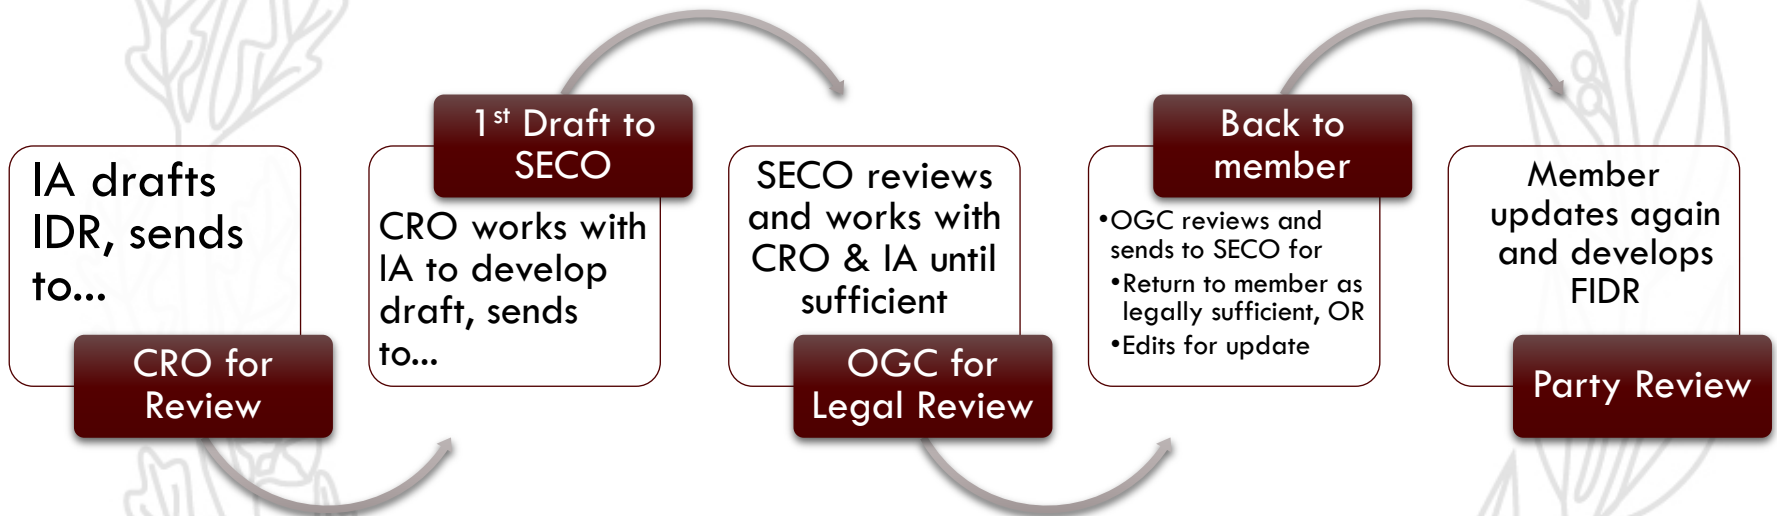 IA drafts
IDR, sends
to...
CRO for
Review
1st Draft to
SECO
CRO works with
IA to develop
draft, sends
to...
SECO reviews
and works with
CRO & IA until
sufficient
OGC for
Legal Review
Back to
member
•OGC reviews and
sends to SECO for
•Return to member as
legally sufficient, OR
•Edits for update
Member
updates again
and develops
FIDR
Party Review